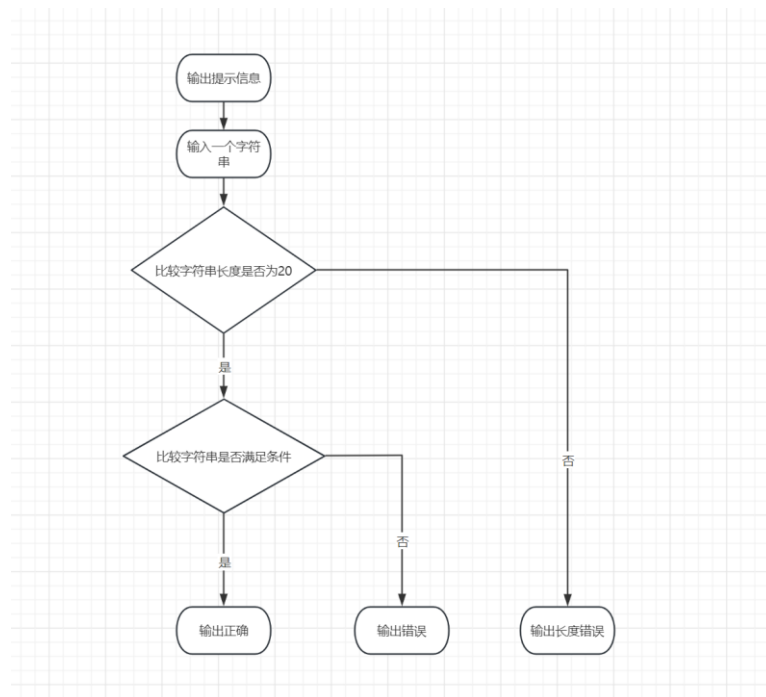 输出提示信息
输入一个字符
串
比较字符串长度是否为20
是
比较字符串是否满足条件
否
否
是
输出正确
输出错误
输出长度错误